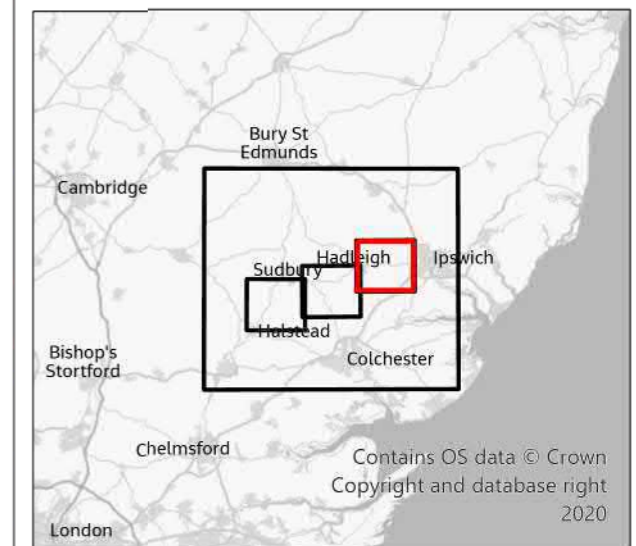 Bury St
Edmunds
Cambridge
Hadleigh
Ipswich
Sudbury
Halstead
Bishop's
Stortford
Colchester
Chelmsford
Contains OS data © Crown
Copyright and database right
2020
London